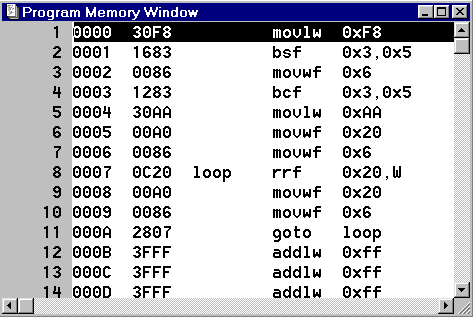 Program Memory Window
1 0000 30F8 movlw 0xF8
2 0001 1683 bsf 0x3,0x5
3 0002 0086 movwf 0x6
4 0003 1283 bcf 0x3,0x5
5 0004 30AA movlw 0xAA
6 0005 00A0 movwf 0x20
7 0006 0086 movwf 0x6
8 0007 0C20 loop rrf 0x20,W
9 0008 00A0 movwf 0x20
10 0009 0086 movwf 0x6
11 000A 2807 goto loop
12 000B 3FFF addlw 0xff
13 000C 3FFF addlw 0xff
14 000D 3FFF addlw 0xff